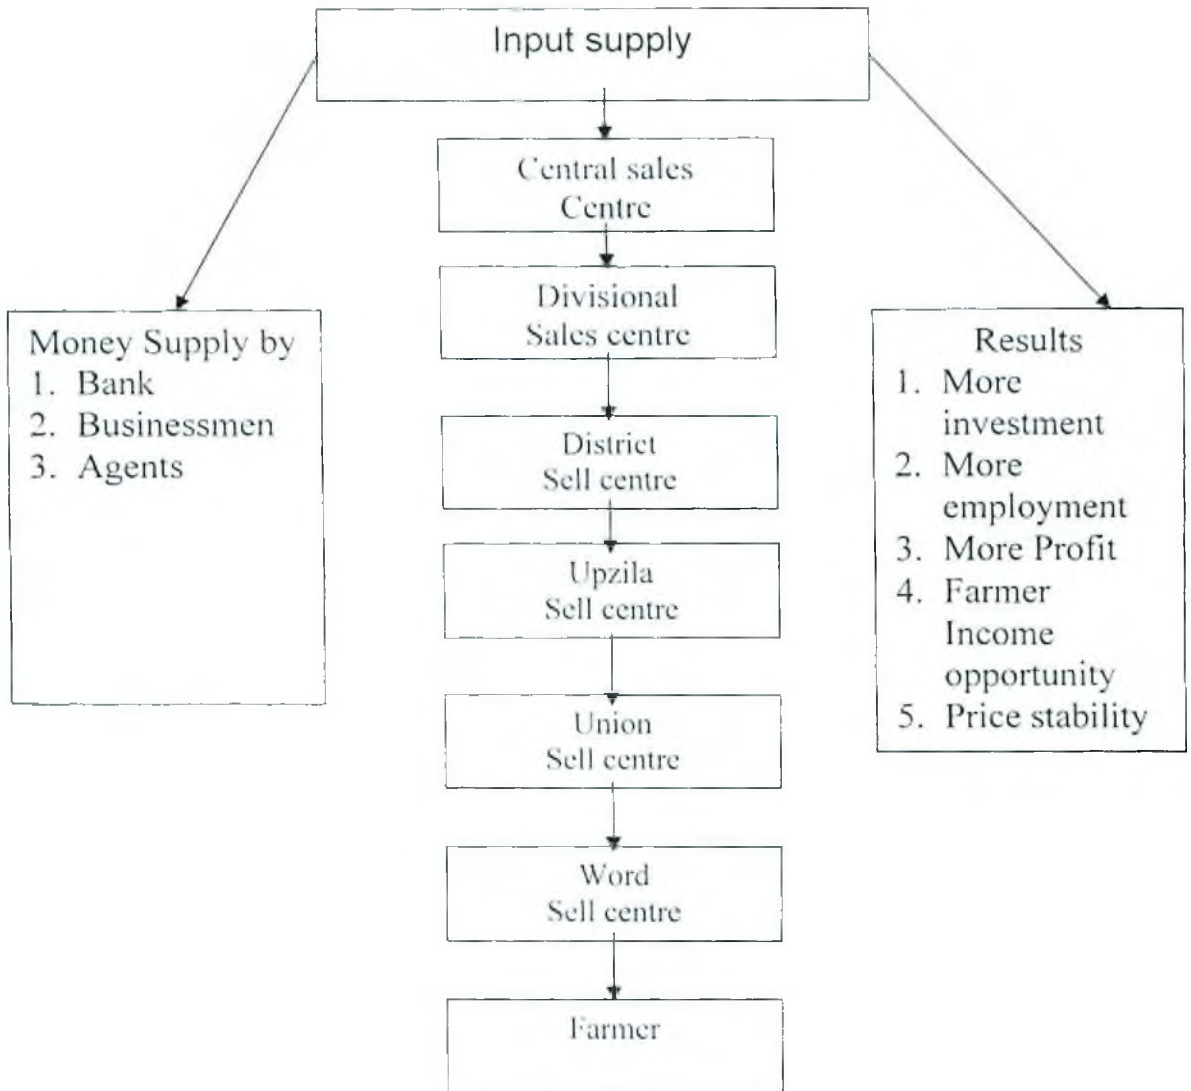 Input supply
Central sales
Centre
Divisional
Sales centre
District
Sell centre
Upzila
Sell centre
Union
Sell centre
Word
Sell centre
Farmer
Money Supply by
1. Bank
2. Businessmen
3. Agents
Results
1. More
investment
2. More
employment
3. More Profit
4. Farmer
Income
opportunity
5. Price stability